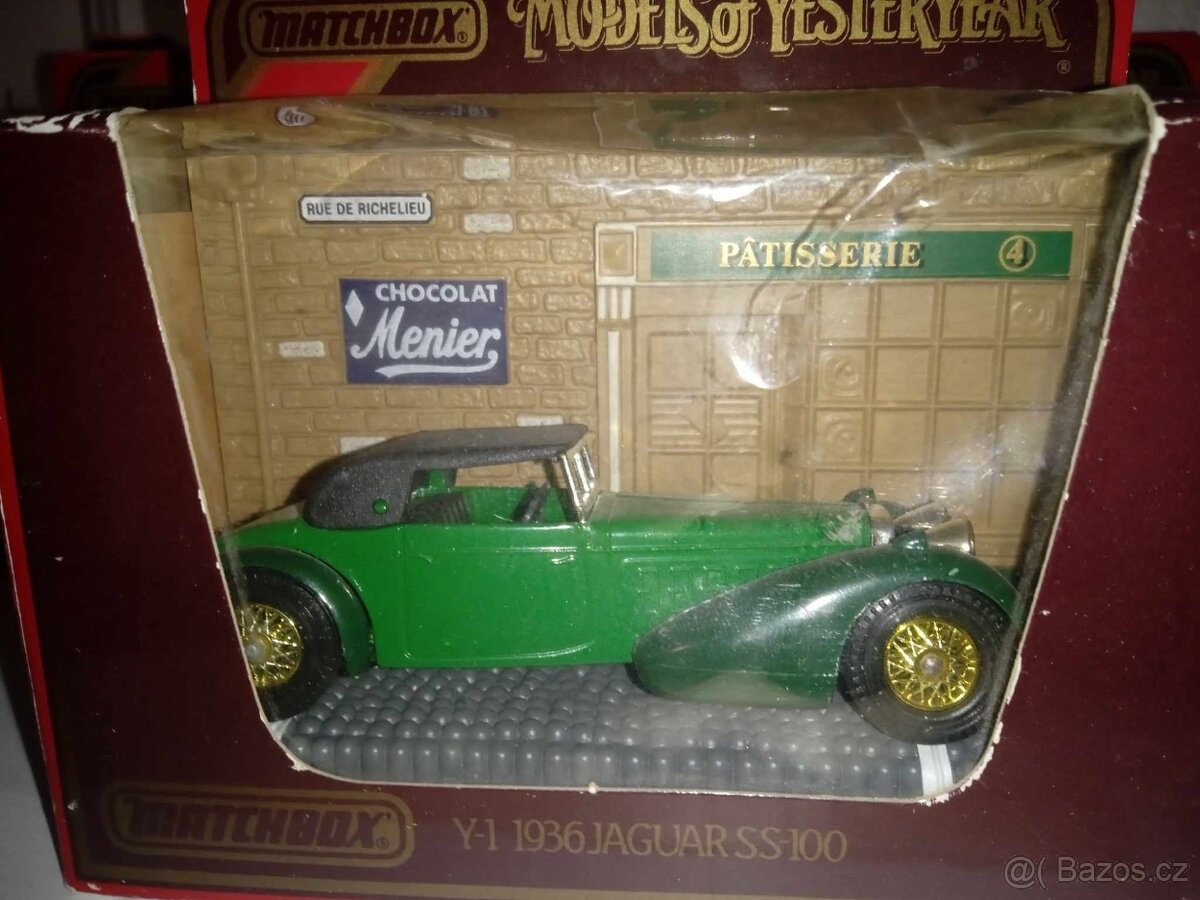 MATCHBOX®
MODELS of YESTERYEAR®
RUE DE RICHELIEU
PÂTISSERIE 4
CHOCOLAT
Menier
MATCHBOX®
Y-1 1936 JAGUAR SS-100
@( Bazos.cz